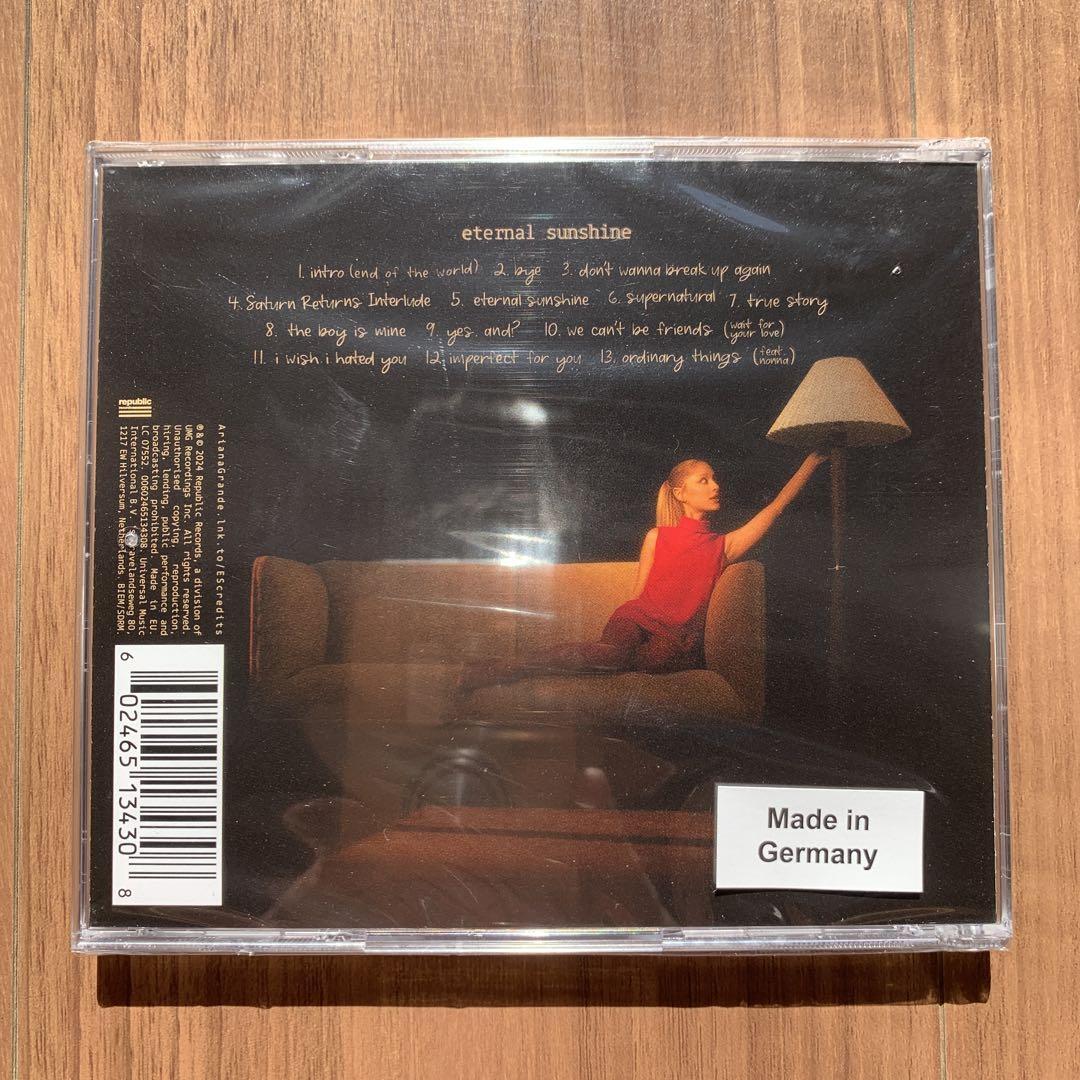 eternal sunshine
1. intro (end of the world) 2. bye 3. don't wanna break up again
4. Saturn Returns Interlude 5. eternal sunshine 6. supernatural 7. true story
8. the boy is mine 9. yes, and? 10. we can't be friends (wait for your love)
11. i wish i hated you 12. imperfect for you 13. ordinary things (feat. nonna)
republic
ArianaGrande.lnk.to/EScredits
℗&© 2024 Republic Records, a division of
UMG Recordings Inc. All rights reserved.
Unauthorised copying, reproduction,
hiring, lending, public performance and
broadcasting prohibited. Made in EU.
LC 07552. 00602465134308. Universal Music
International B.V.
1217 EW Hilversum, Netherlands. BIEM/SDRM.
6 02465 13430 8
Made in
Germany